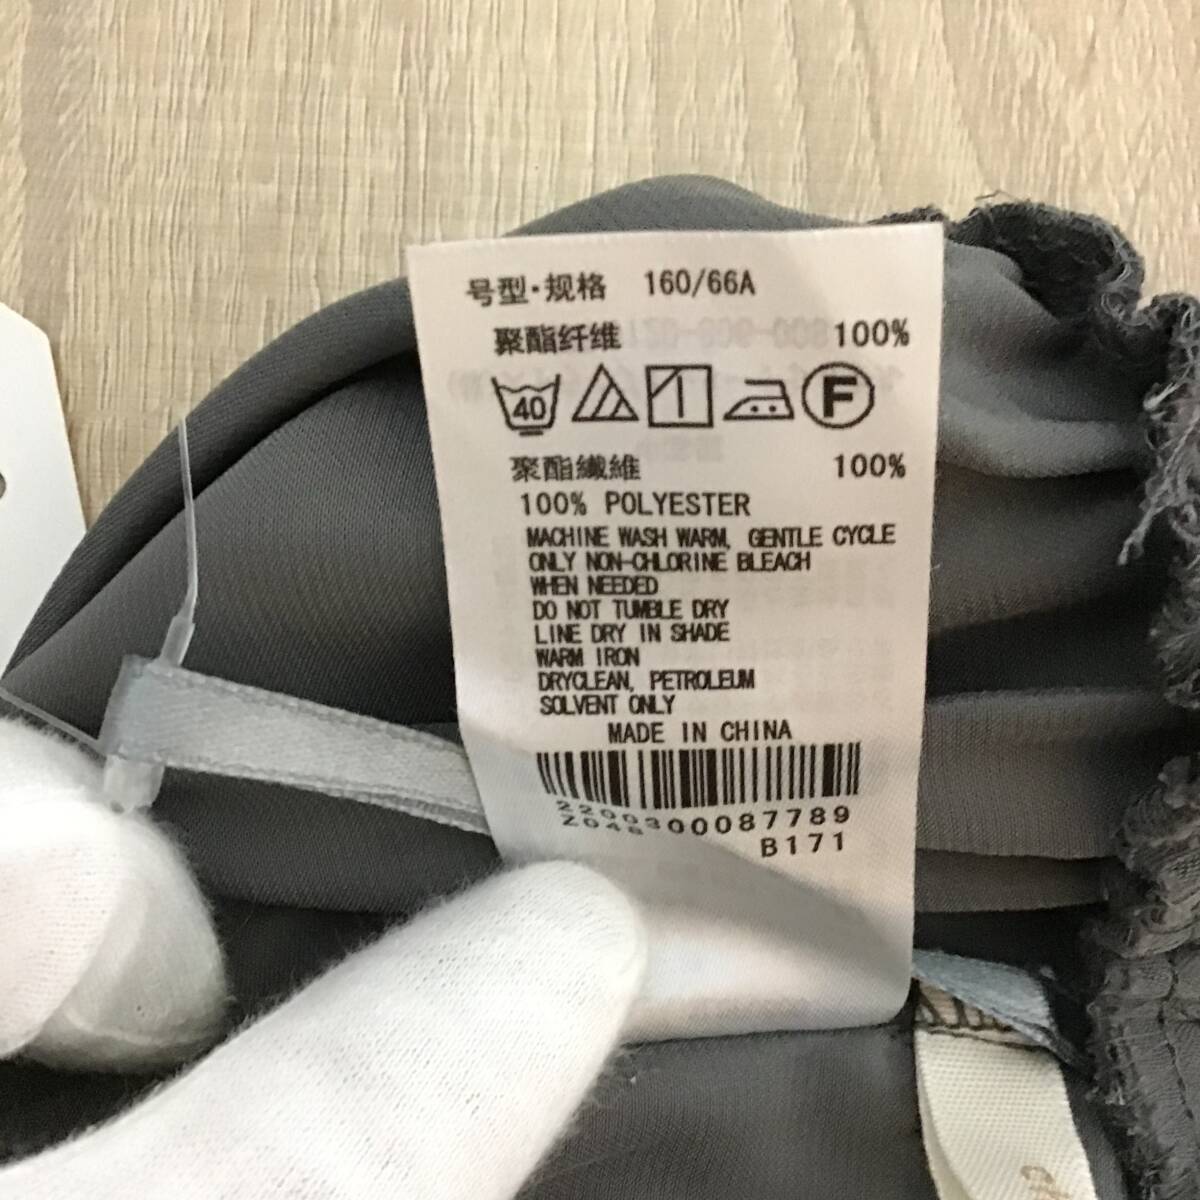 号型・规格 160/66A
聚酯纤维 100%
40 F
聚酯纖維 100%
100% POLYESTER
MACHINE WASH WARM, GENTLE CYCLE
ONLY NON-CHLORINE BLEACH
WHEN NEEDED
DO NOT TUMBLE DRY
LINE DRY IN SHADE
WARM IRON
DRYCLEAN, PETROLEUM
SOLVENT ONLY
MADE IN CHINA
2200300087789
B171